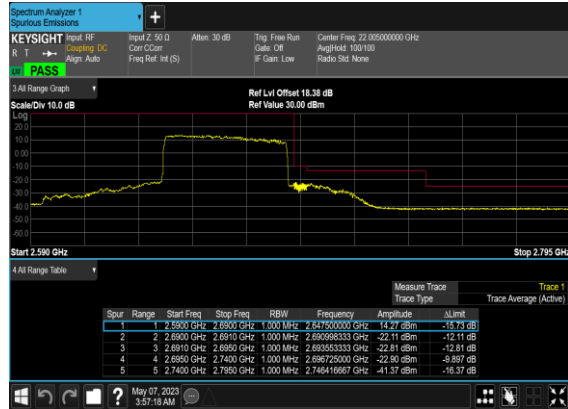 Spectrum Analyzer 1
Spurious Emissions
KEYSIGHT Input: RF Input Z: 50 Ω Atten: 30 dB Trig: Free Run Center Freq: 22.005000000 GHz
R T Coupling: DC Corr CCorr Gate: Off Avg|Hold: 100/100
Align: Auto Freq Ref: Int (S) IF Gain: Low Radio Std: None
PASS
3 All Range Graph
Ref Lvl Offset 18.38 dB
Scale/Div 10.0 dB Ref Value 30.00 dBm
Log
20.0
10.0
0.00
-10.0
-20.0
-30.0
-40.0
-50.0
-60.0
Start 2.590 GHz Stop 2.795 GHz
4 All Range Table
Measure Trace Trace 1
Trace Type Trace Average (Active)
Spur Range Start Freq Stop Freq RBW Frequency Amplitude ΔLimit
1 1 2.5900 GHz 2.6900 GHz 1.000 MHz 2.647500000 GHz 14.27 dBm -15.73 dB
2 2 2.6900 GHz 2.6910 GHz 1.000 MHz 2.690998333 GHz -22.11 dBm -12.11 dB
3 3 2.6910 GHz 2.6950 GHz 1.000 MHz 2.693553333 GHz -22.81 dBm -12.81 dB
4 4 2.6950 GHz 2.7400 GHz 1.000 MHz 2.696725000 GHz -22.90 dBm -9.897 dB
5 5 2.7400 GHz 2.7950 GHz 1.000 MHz 2.746416667 GHz -41.37 dBm -16.37 dB
May 07, 2023
3:57:18 AM